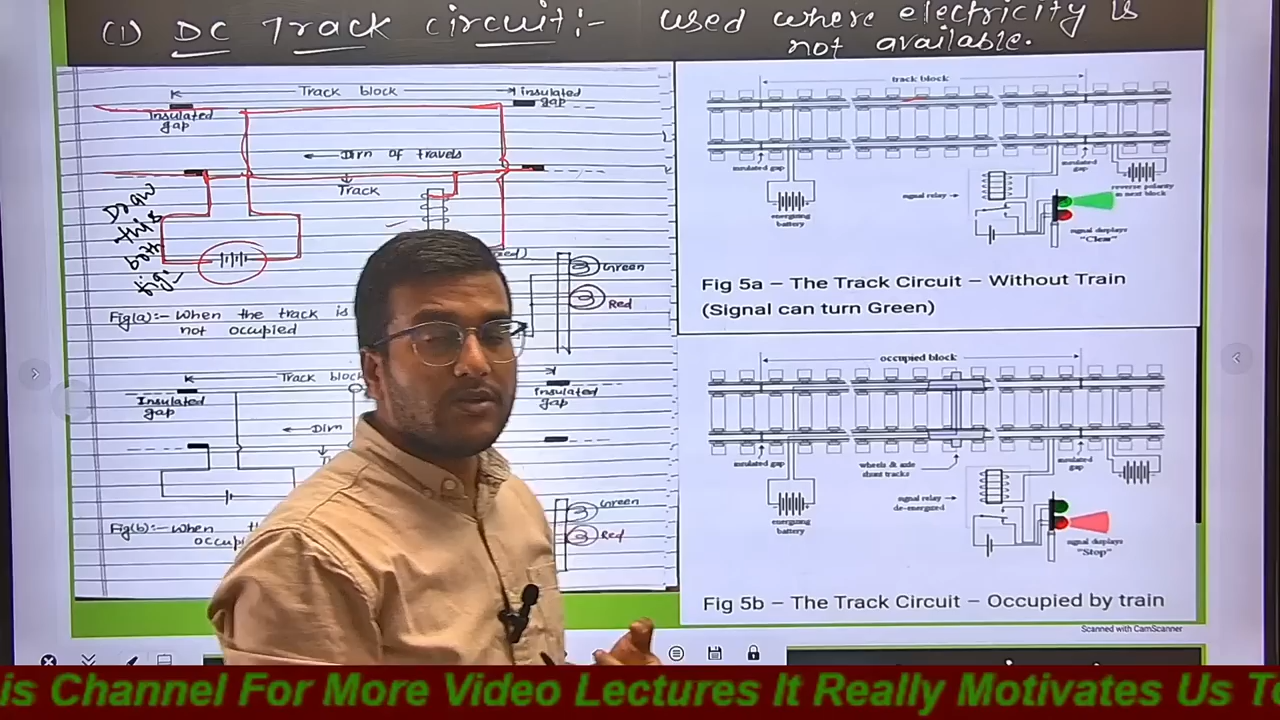 (1) DC Track circuit:- used where electricity is
not available.
Track block
Insulated
gap
insulated
gap
Dirn of travels
Track
Draw
this
both
fig.
Green
Red
Fig(a):- When the track is
not occupied
Track block
Insulated
gap
Insulated
gap
Dirn
Green
Red
Fig(b):- When
occup
track block
insulated gap
insulated
gap
energizing
battery
signal relay
reverse polarity
in next block
signal displays
"Clear"
Fig 5a – The Track Circuit – Without Train
(Signal can turn Green)
occupied block
insulated gap
wheels & axle
shunt tracks
insulated
gap
energizing
battery
signal relay
de-energized
signal displays
"Stop"
Fig 5b – The Track Circuit – Occupied by train
Scanned with CamScanner
is Channel For More Video Lectures It Really Motivates Us T